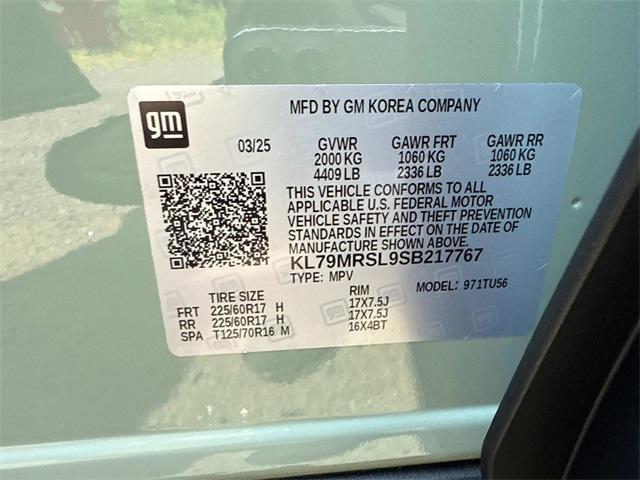 gm
MFD BY GM KOREA COMPANY
03/25 GVWR GAWR FRT GAWR RR
2000 KG 1060 KG 1060 KG
4409 LB 2336 LB 2336 LB
THIS VEHICLE CONFORMS TO ALL
APPLICABLE U.S. FEDERAL MOTOR
VEHICLE SAFETY AND THEFT PREVENTION
STANDARDS IN EFFECT ON THE DATE OF
MANUFACTURE SHOWN ABOVE.
KL79MRSL9SB217767
TYPE: MPV MODEL: 971TU56
TIRE SIZE RIM
FRT 225/60R17 H 17X7.5J
RR 225/60R17 H 17X7.5J
SPA T125/70R16 M 16X4BT